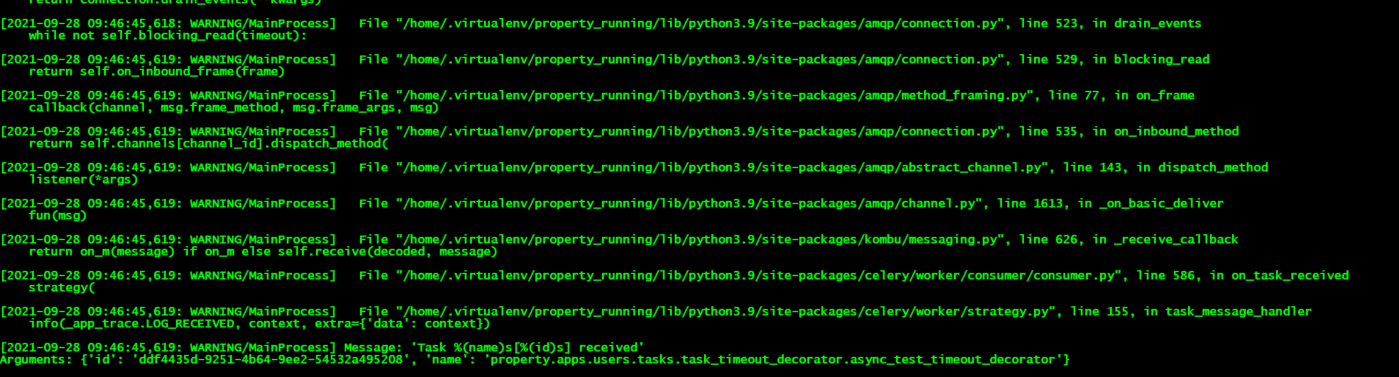 return connection.drain_events(**kwargs)
[2021-09-28 09:46:45,618: WARNING/MainProcess]   File "/home/.virtualenv/property_running/lib/python3.9/site-packages/amqp/connection.py", line 523, in drain_events
    while not self.blocking_read(timeout):
[2021-09-28 09:46:45,619: WARNING/MainProcess]   File "/home/.virtualenv/property_running/lib/python3.9/site-packages/amqp/connection.py", line 529, in blocking_read
    return self.on_inbound_frame(frame)
[2021-09-28 09:46:45,619: WARNING/MainProcess]   File "/home/.virtualenv/property_running/lib/python3.9/site-packages/amqp/method_framing.py", line 77, in on_frame
    callback(channel, msg.frame_method, msg.frame_args, msg)
[2021-09-28 09:46:45,619: WARNING/MainProcess]   File "/home/.virtualenv/property_running/lib/python3.9/site-packages/amqp/connection.py", line 535, in on_inbound_method
    return self.channels[channel_id].dispatch_method(
[2021-09-28 09:46:45,619: WARNING/MainProcess]   File "/home/.virtualenv/property_running/lib/python3.9/site-packages/amqp/abstract_channel.py", line 143, in dispatch_method
    listener(*args)
[2021-09-28 09:46:45,619: WARNING/MainProcess]   File "/home/.virtualenv/property_running/lib/python3.9/site-packages/amqp/channel.py", line 1613, in _on_basic_deliver
    fun(msg)
[2021-09-28 09:46:45,619: WARNING/MainProcess]   File "/home/.virtualenv/property_running/lib/python3.9/site-packages/kombu/messaging.py", line 626, in _receive_callback
    return on_m(message) if on_m else self.receive(decoded, message)
[2021-09-28 09:46:45,619: WARNING/MainProcess]   File "/home/.virtualenv/property_running/lib/python3.9/site-packages/celery/worker/consumer/consumer.py", line 586, in on_task_received
    strategy(
[2021-09-28 09:46:45,619: WARNING/MainProcess]   File "/home/.virtualenv/property_running/lib/python3.9/site-packages/celery/worker/strategy.py", line 155, in task_message_handler
    info(_app_trace.LOG_RECEIVED, context, extra={'data': context})
[2021-09-28 09:46:45,619: WARNING/MainProcess] Message: 'Task %(name)s[%(id)s] received'
Arguments: {'id': 'ddf4435d-9251-4b64-9ee2-54532a495208', 'name': 'property.apps.users.tasks.task_timeout_decorator.async_test_timeout_decorator'}